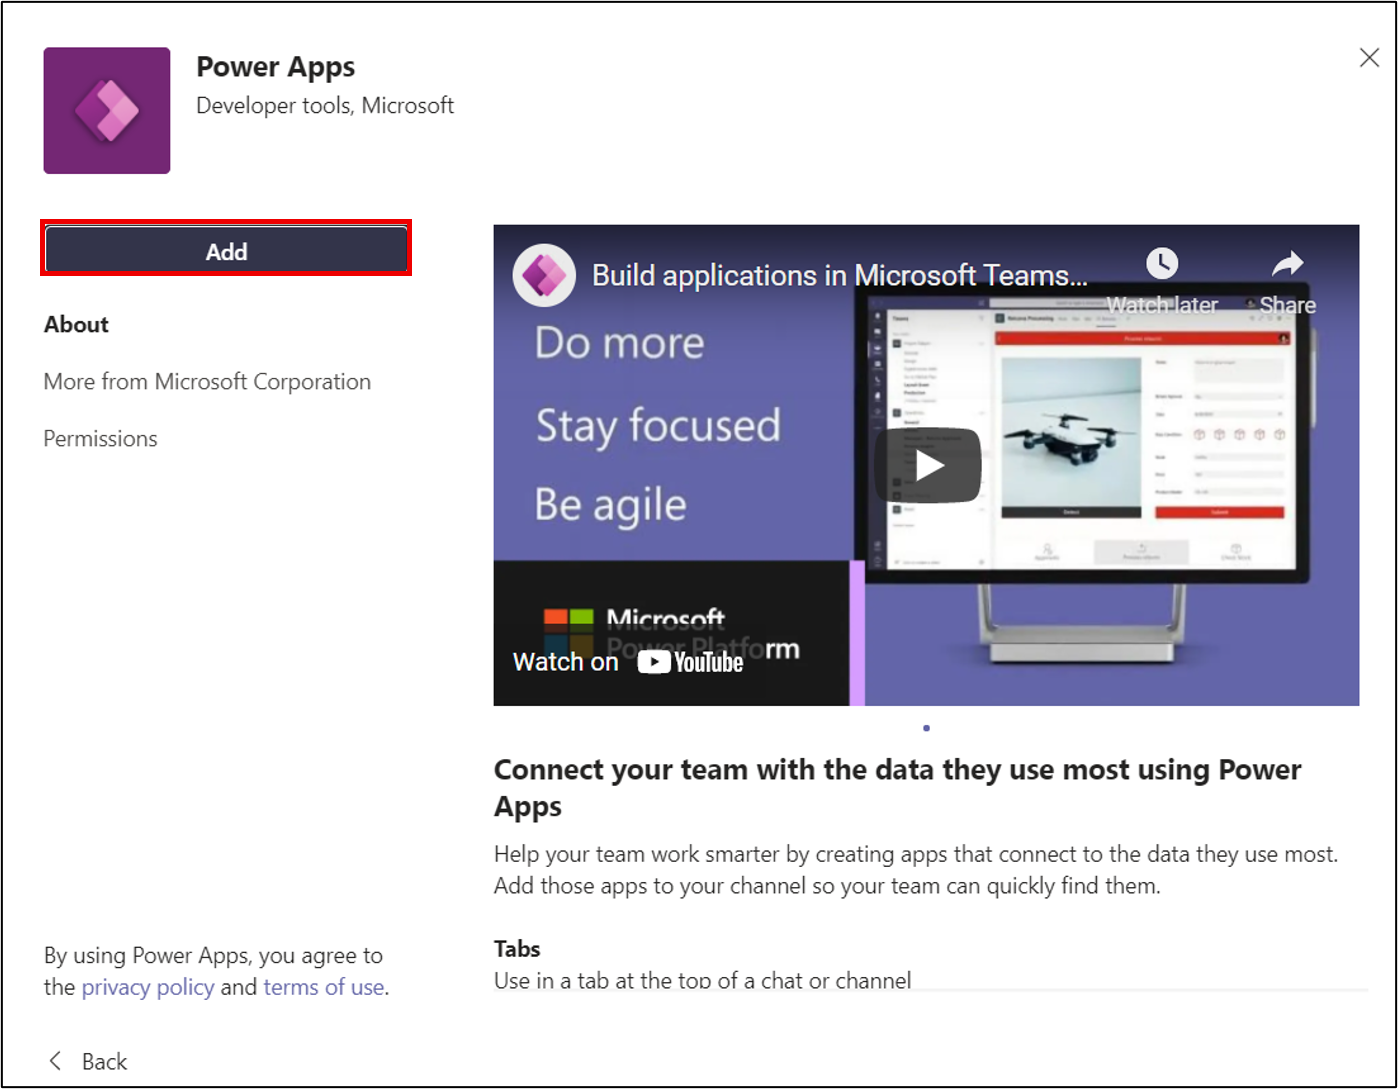 Power Apps
Developer tools, Microsoft
Add
About
More from Microsoft Corporation
Permissions
Build applications in Microsoft Teams...
Watch later
Share
Do more
Stay focused
Be agile
Microsoft
Power Platform
Watch on YouTube
Connect your team with the data they use most using Power
Apps
Help your team work smarter by creating apps that connect to the data they use most.
Add those apps to your channel so your team can quickly find them.
Tabs
Use in a tab at the top of a chat or channel
By using Power Apps, you agree to
the privacy policy and terms of use.
Back